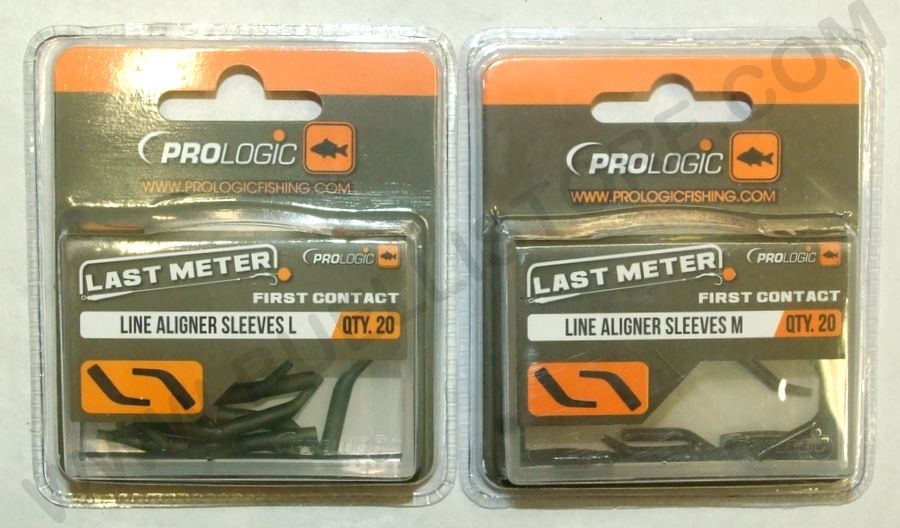 PROLOGIC
WWW.PROLOGICFISHING.COM
LAST METER
PROLOGIC
FIRST CONTACT
LINE ALIGNER SLEEVES L
QTY. 20
PROLOGIC
WWW.PROLOGICFISHING.COM
LAST METER
PROLOGIC
FIRST CONTACT
LINE ALIGNER SLEEVES M
QTY. 20